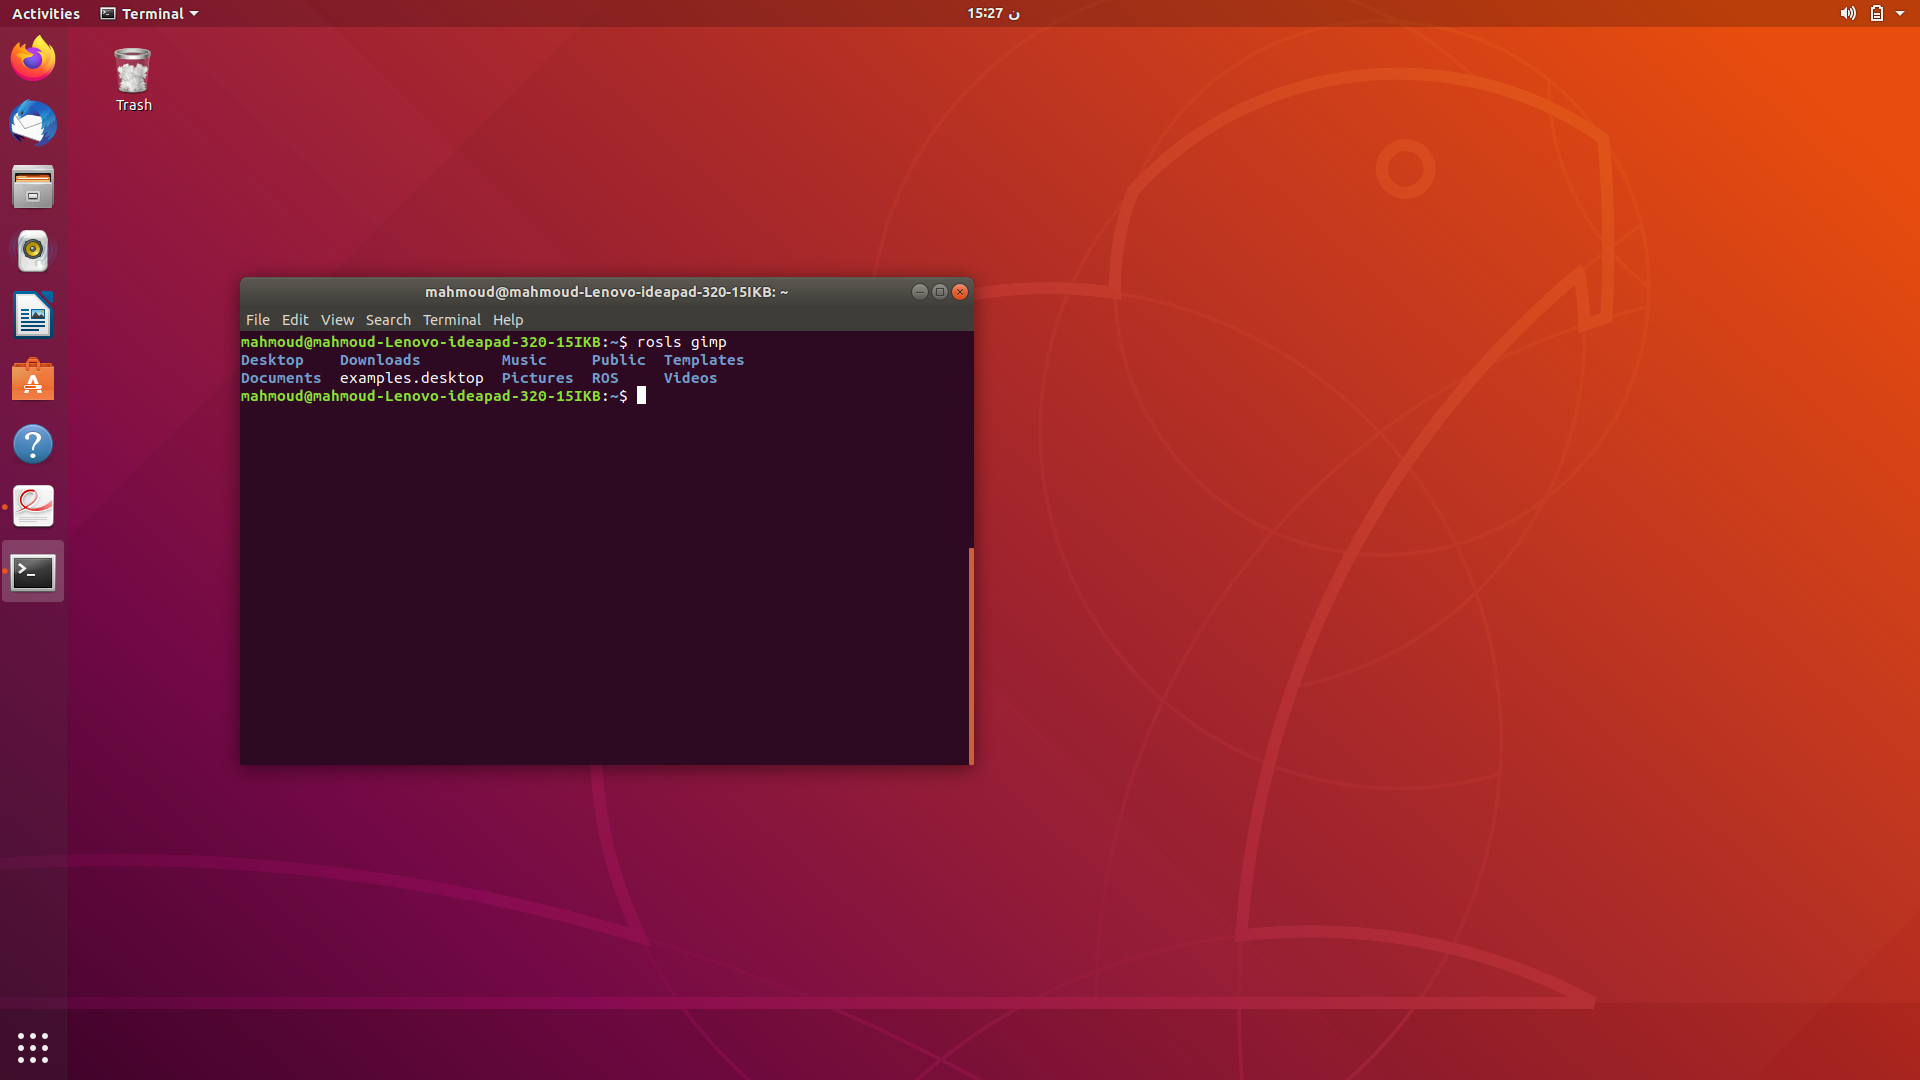 Activities Terminal 15:27 ن
Trash
mahmoud@mahmoud-Lenovo-ideapad-320-15IKB: ~
File Edit View Search Terminal Help
mahmoud@mahmoud-Lenovo-ideapad-320-15IKB:~$ rosls gimp
Desktop Downloads Music Public Templates
Documents examples.desktop Pictures ROS Videos
mahmoud@mahmoud-Lenovo-ideapad-320-15IKB:~$